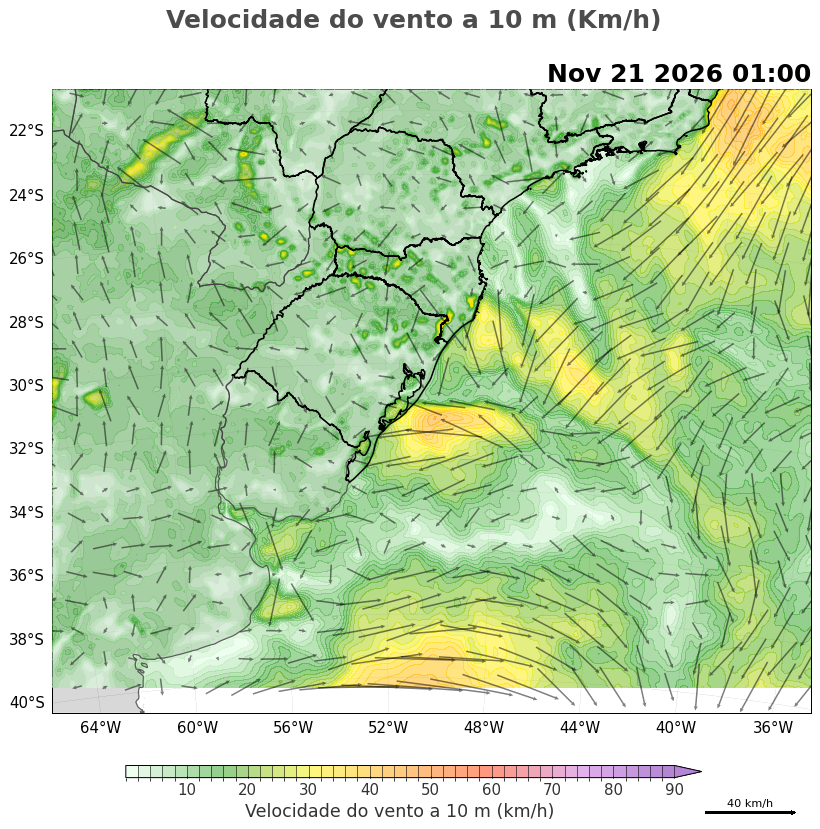 Velocidade do vento a 10 m (Km/h)
Nov 21 2026 01:00
22°S
24°S
26°S
28°S
30°S
32°S
34°S
36°S
38°S
40°S
64°W 60°W 56°W 52°W 48°W 44°W 40°W 36°W
10 20 30 40 50 60 70 80 90
Velocidade do vento a 10 m (km/h)
40 km/h